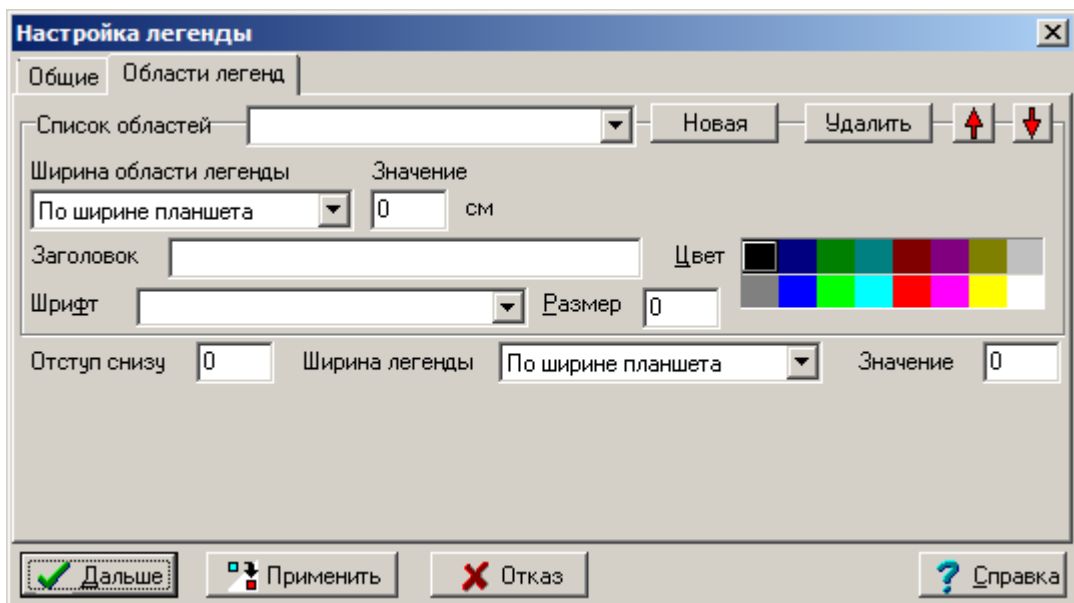 Настройка легенды
Общие Области легенд
Список областей Новая Удалить
Ширина области легенды Значение
По ширине планшета 0 см
Заголовок Цвет
Шрифт Размер 0
Отступ снизу 0 Ширина легенды По ширине планшета Значение 0
Дальше Применить Отказ Справка